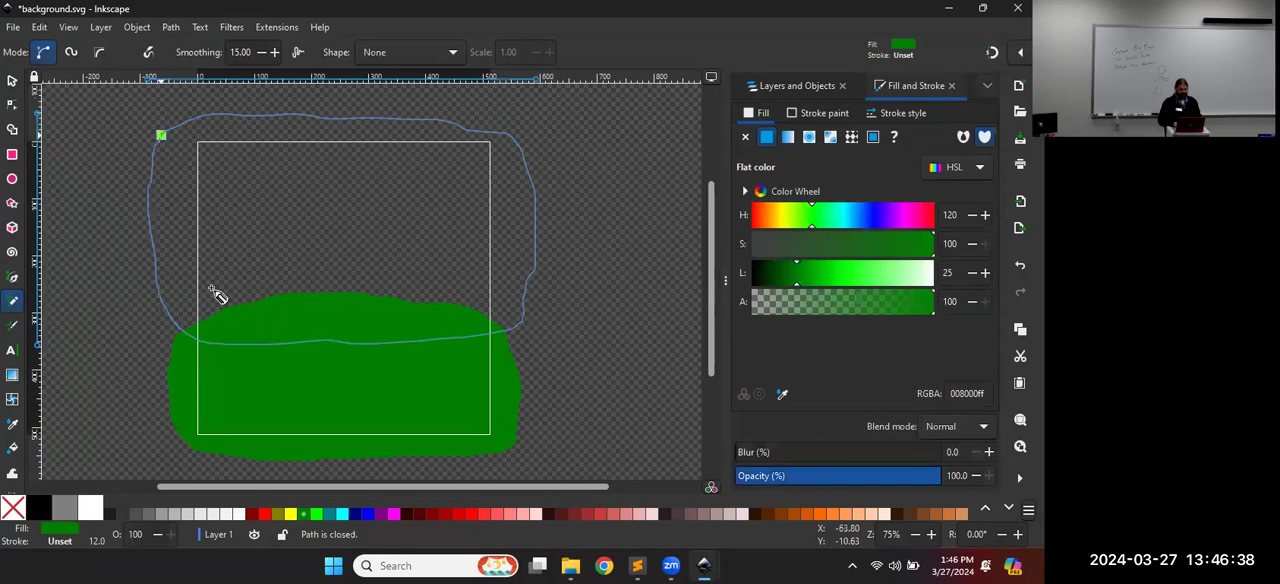 *background.svg - Inkscape
File Edit View Layer Object Path Text Filters Extensions Help
Mode: Smoothing: 15.00 Shape: None Scale: 1.00
Fill:
Stroke: Unset
Layers and Objects Fill and Stroke
Fill Stroke paint Stroke style
Flat color HSL
Color Wheel
H: 120
S: 100
L: 25
A: 100
RGBA: 008000ff
Blend mode: Normal
Blur (%) 0.0
Opacity (%) 100.0
Fill:
Stroke: Unset 12.0 O: 100 Layer 1 Path is closed. X: -63.80 Y: -10.63 Z: 75% R: 0.00°
Search
1:46 PM
3/27/2024
2024-03-27 13:46:38